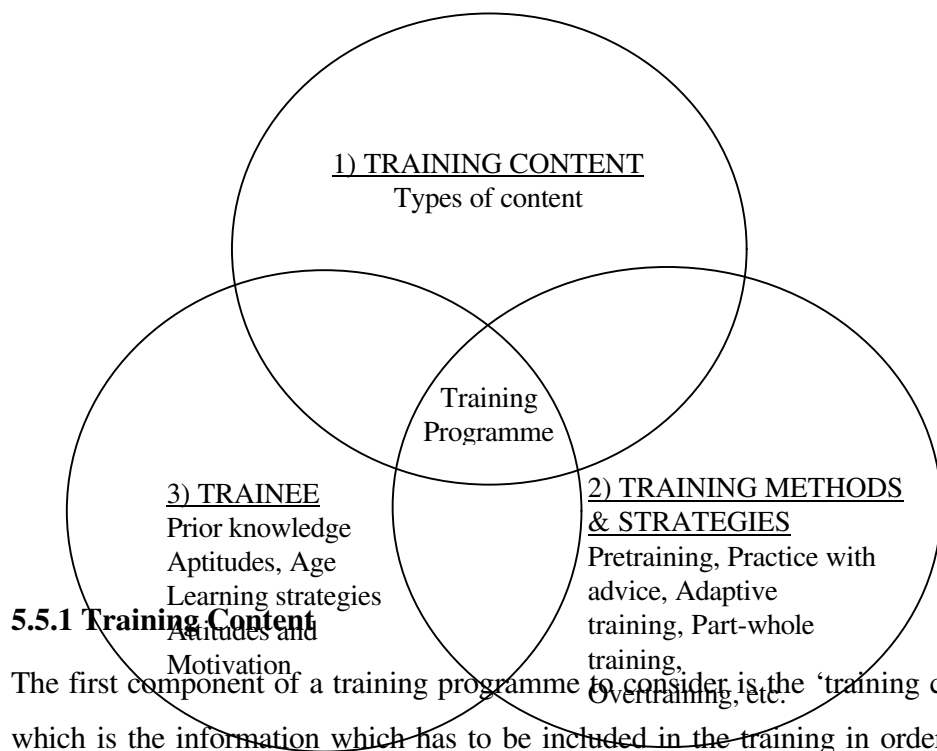 1) TRAINING CONTENT
Types of content
Training
Programme
3) TRAINEE
Prior knowledge
Aptitudes, Age
Learning strategies
Attitudes and
Motivation
2) TRAINING METHODS
& STRATEGIES
Pretraining, Practice with
advice, Adaptive
training, Part-whole
training,
Overtraining, etc.
5.5.1 Training Content
The first component of a training programme to consider is the ‘training
which is the information which has to be included in the training in